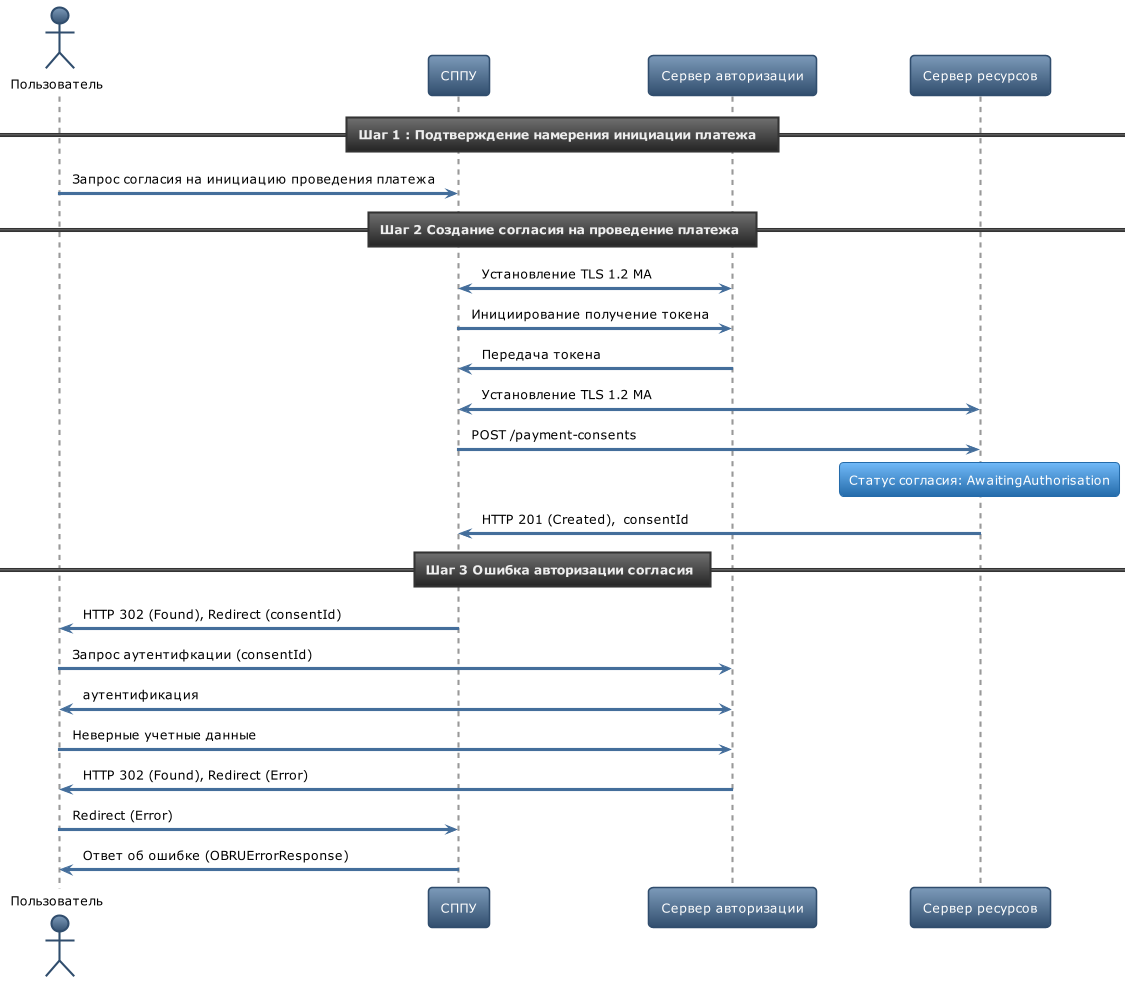 Пользователь
СППУ
Сервер авторизации
Сервер ресурсов
Шаг 1 : Подтверждение намерения инициации платежа
Запрос согласия на инициацию проведения платежа
Шаг 2 Создание согласия на проведение платежа
Установление TLS 1.2 MA
Инициирование получение токена
Передача токена
Установление TLS 1.2 MA
POST /payment-consents
Статус согласия: AwaitingAuthorisation
HTTP 201 (Created),  consentId
Шаг 3 Ошибка авторизации согласия
HTTP 302 (Found), Redirect (consentId)
Запрос аутентифкации (consentId)
аутентификация
Неверные учетные данные
HTTP 302 (Found), Redirect (Error)
Redirect (Error)
Ответ об ошибке (OBRUErrorResponse)
Пользователь
СППУ
Сервер авторизации
Сервер ресурсов